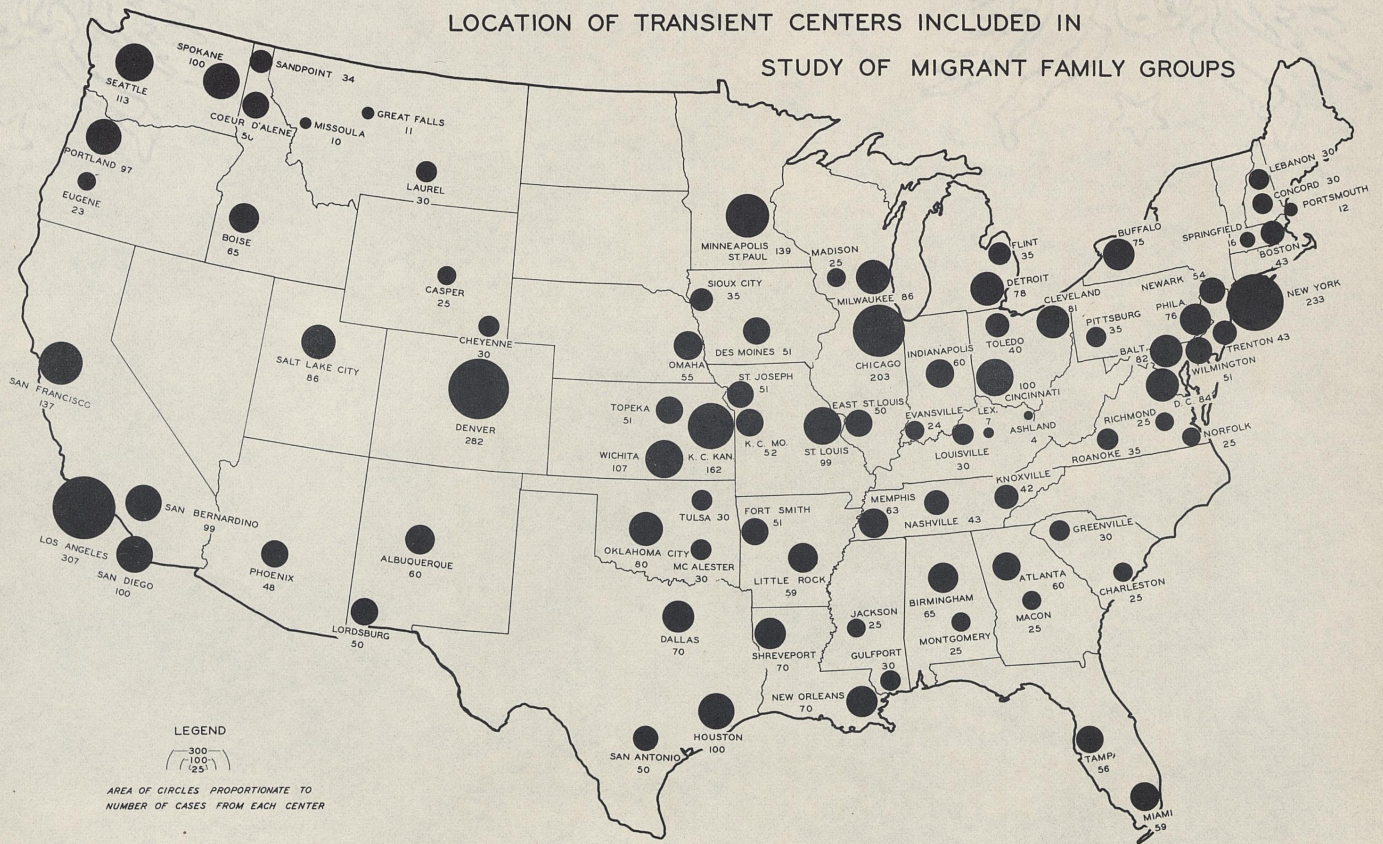 LOCATION OF TRANSIENT CENTERS INCLUDED IN
STUDY OF MIGRANT FAMILY GROUPS
SEATTLE
113
SPOKANE
100
SANDPOINT 34
COEUR D'ALENE
MISSOULA
10
GREAT FALLS
11
PORTLAND 97
EUGENE
23
LAUREL
30
BOISE
65
CASPER
25
CHEYENNE
30
SALT LAKE CITY
86
DENVER
282
SAN FRANCISCO
137
LOS ANGELES
307
SAN BERNARDINO
99
SAN DIEGO
100
PHOENIX
48
ALBUQUERQUE
60
LORDSBURG
50
MINNEAPOLIS
ST. PAUL 139
MADISON
25
MILWAUKEE 86
SIOUX CITY
35
OMAHA
55
DES MOINES 51
CHICAGO
203
TOPEKA
51
ST. JOSEPH
51
WICHITA
107
K. C. KAN.
162
K. C. MO.
52
ST. LOUIS
99
EAST ST. LOUIS
50
TULSA 30
OKLAHOMA CITY
80
MC ALESTER
30
FORT SMITH
51
LITTLE ROCK
59
DALLAS
70
SHREVEPORT
70
HOUSTON
100
SAN ANTONIO
50
NEW ORLEANS
70
JACKSON
25
GULFPORT
30
MEMPHIS
63
NASHVILLE 43
KNOXVILLE
42
BIRMINGHAM
65
MONTGOMERY
25
ATLANTA
60
MACON
25
GREENVILLE
30
CHARLESTON
25
TAMPA
56
MIAMI
59
FLINT
35
DETROIT
78
TOLEDO
40
CLEVELAND
81
INDIANAPOLIS
60
100
CINCINNATI
EVANSVILLE
24
LEX.
7
ASHLAND
4
LOUISVILLE
30
PITTSBURG
35
BUFFALO
75
LEBANON 30
CONCORD 30
PORTSMOUTH
12
SPRINGFIELD
16
BOSTON
43
NEWARK 54
NEW YORK
233
PHILA
76
TRENTON 43
BALT.
82
WILMINGTON
51
D. C. 84
RICHMOND
25
NORFOLK
25
ROANOKE 35
LEGEND
300
100
25
AREA OF CIRCLES PROPORTIONATE TO
NUMBER OF CASES FROM EACH CENTER